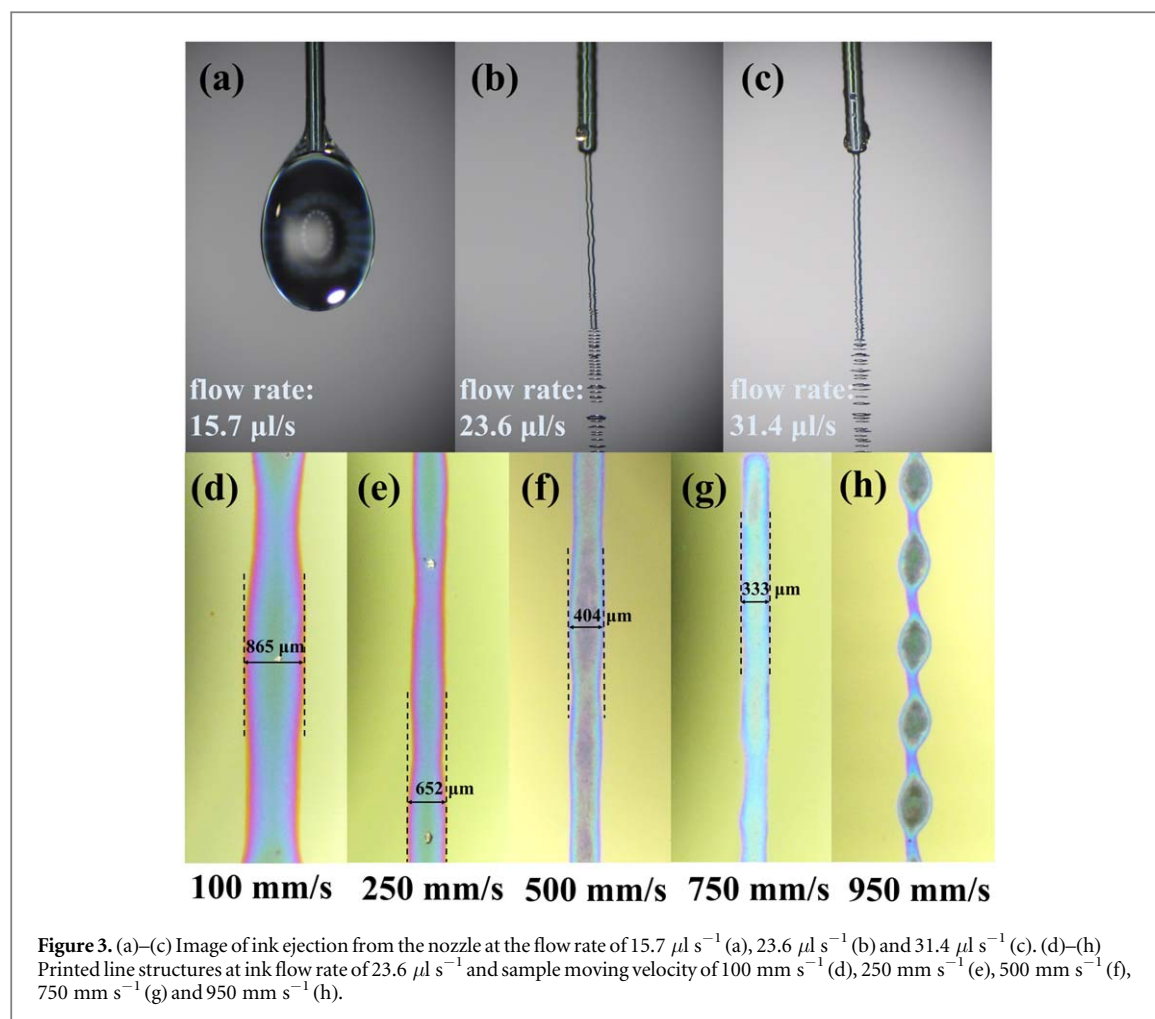 (a)
(b)
(c)
flow rate:
15.7 μl/s
flow rate:
23.6 μl/s
flow rate:
31.4 μl/s
(d)
(e)
(f)
(g)
(h)
865 μm
652 μm
404 μm
333 μm
100 mm/s
250 mm/s
500 mm/s
750 mm/s
950 mm/s
Figure 3. (a)–(c) Image of ink ejection from the nozzle at the flow rate of 15.7 μl s⁻¹ (a), 23.6 μl s⁻¹ (b) and 31.4 μl s⁻¹ (c). (d)–(h)
Printed line structures at ink flow rate of 23.6 μl s⁻¹ and sample moving velocity of 100 mm s⁻¹ (d), 250 mm s⁻¹ (e), 500 mm s⁻¹ (f),
750 mm s⁻¹ (g) and 950 mm s⁻¹ (h).